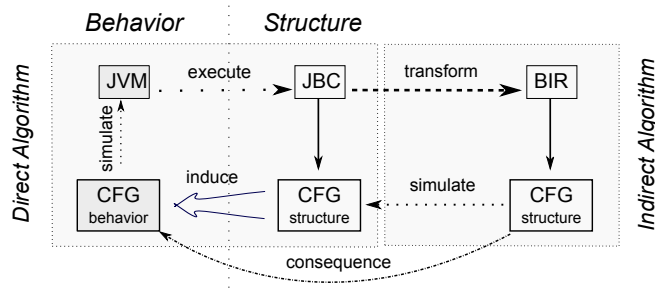 Behavior Structure
Direct Algorithm
JVM execute JBC transform BIR
simulate
CFG behavior
induce
CFG structure
simulate
CFG structure
consequence
Indirect Algorithm